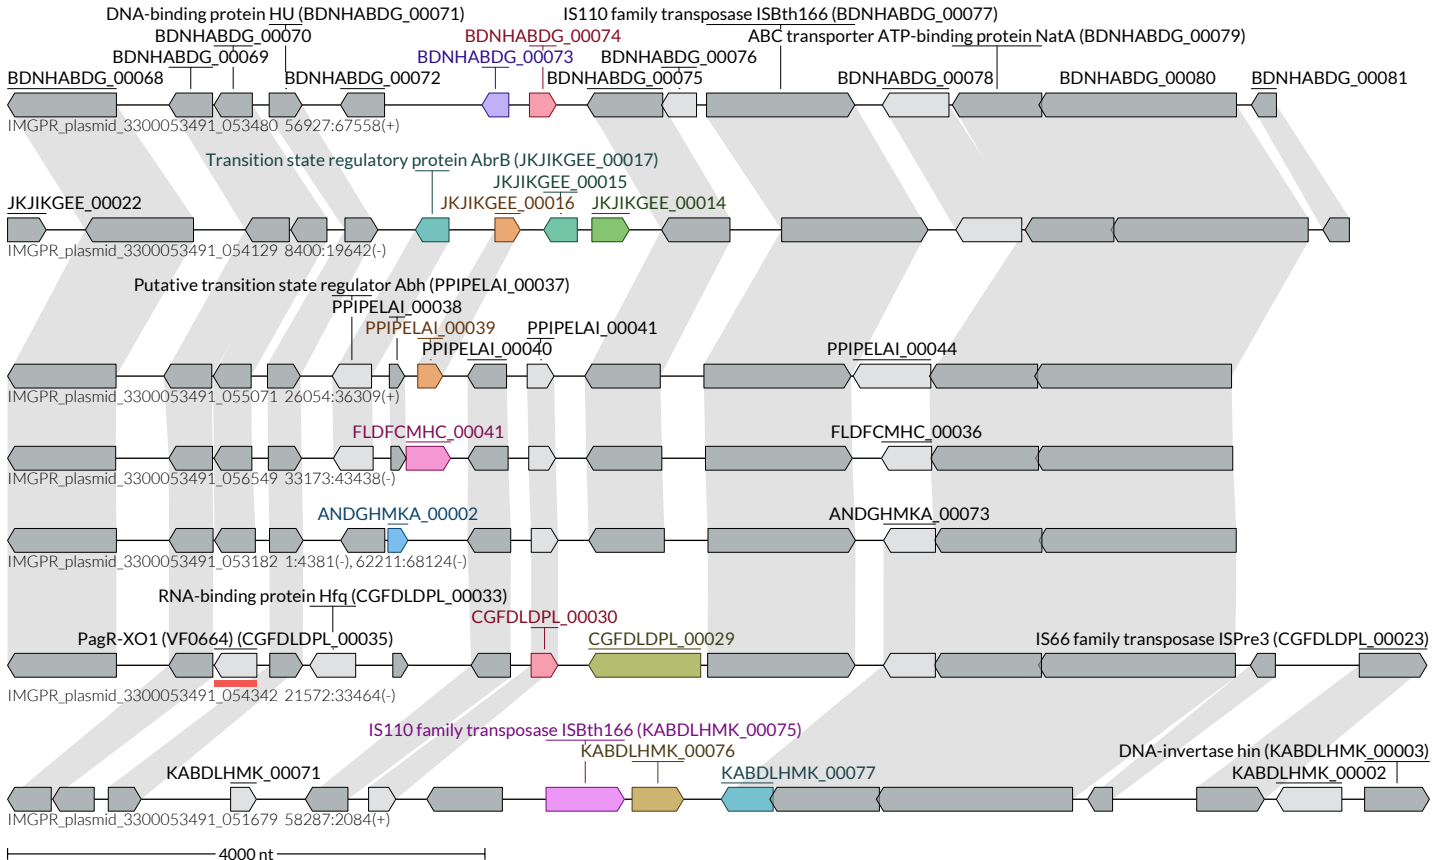 DNA-binding protein HU (BDNHABDG_00071)
IS110 family transposase ISBth166 (BDNHABDG_00077)
BDNHABDG_00070
BDNHABDG_00074
ABC transporter ATP-binding protein NatA (BDNHABDG_00079)
BDNHABDG_00069
BDNHABDG_00073
BDNHABDG_00076
BDNHABDG_00068
BDNHABDG_00072
BDNHABDG_00075
BDNHABDG_00078
BDNHABDG_00080
BDNHABDG_00081
IMGPR_plasmid_3300053491_053480 56927:67558(+)
Transition state regulatory protein AbrB (JKJIKGEE_00017)
JKJIKGEE_00015
JKJIKGEE_00022
JKJIKGEE_00016
JKJIKGEE_00014
IMGPR_plasmid_3300053491_054129 8400:19642(-)
Putative transition state regulator Abh (PPIPELAI_00037)
PPIPELAI_00038
PPIPELAI_00039
PPIPELAI_00041
PPIPELAI_00040
PPIPELAI_00044
IMGPR_plasmid_3300053491_055071 26054:36309(+)
FLDFCMHC_00041
FLDFCMHC_00036
IMGPR_plasmid_3300053491_056549 33173:43438(-)
ANDGHMKA_00002
ANDGHMKA_00073
IMGPR_plasmid_3300053491_053182 1:4381(-), 62211:68124(-)
RNA-binding protein Hfq (CGFDLDPL_00033)
CGFDLDPL_00030
PagR-XO1 (VF0664) (CGFDLDPL_00035)
CGFDLDPL_00029
IS66 family transposase ISPre3 (CGFDLDPL_00023)
IMGPR_plasmid_3300053491_054342 21572:33464(-)
IS110 family transposase ISBth166 (KABDLHMK_00075)
KABDLHMK_00076
DNA-invertase hin (KABDLHMK_00003)
KABDLHMK_00071
KABDLHMK_00077
KABDLHMK_00002
IMGPR_plasmid_3300053491_051679 58287:2084(+)
4000 nt